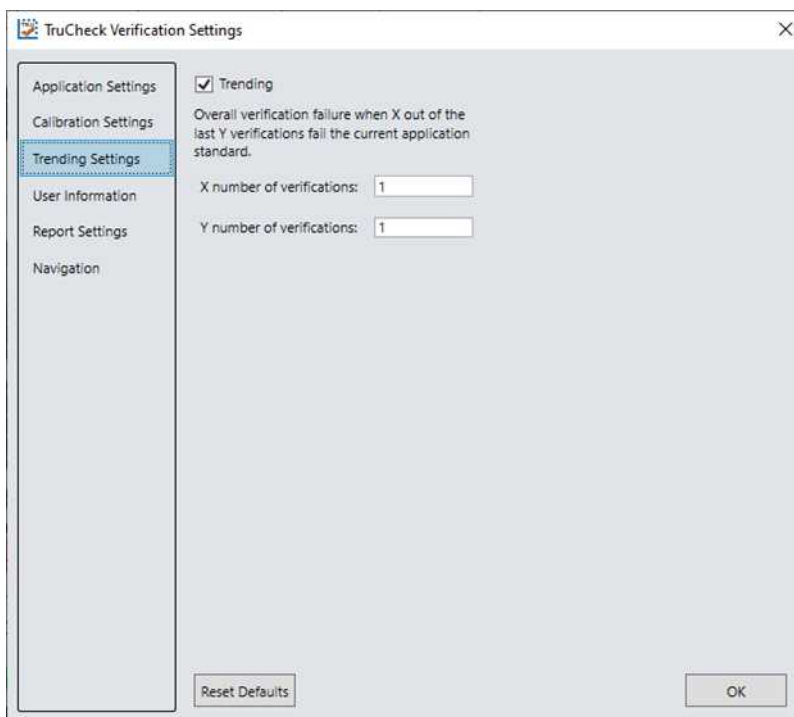 TruCheck Verification Settings
Application Settings
Calibration Settings
Trending Settings
User Information
Report Settings
Navigation
Trending
Overall verification failure when X out of the
last Y verifications fail the current application
standard.
X number of verifications: 1
Y number of verifications: 1
Reset Defaults
OK